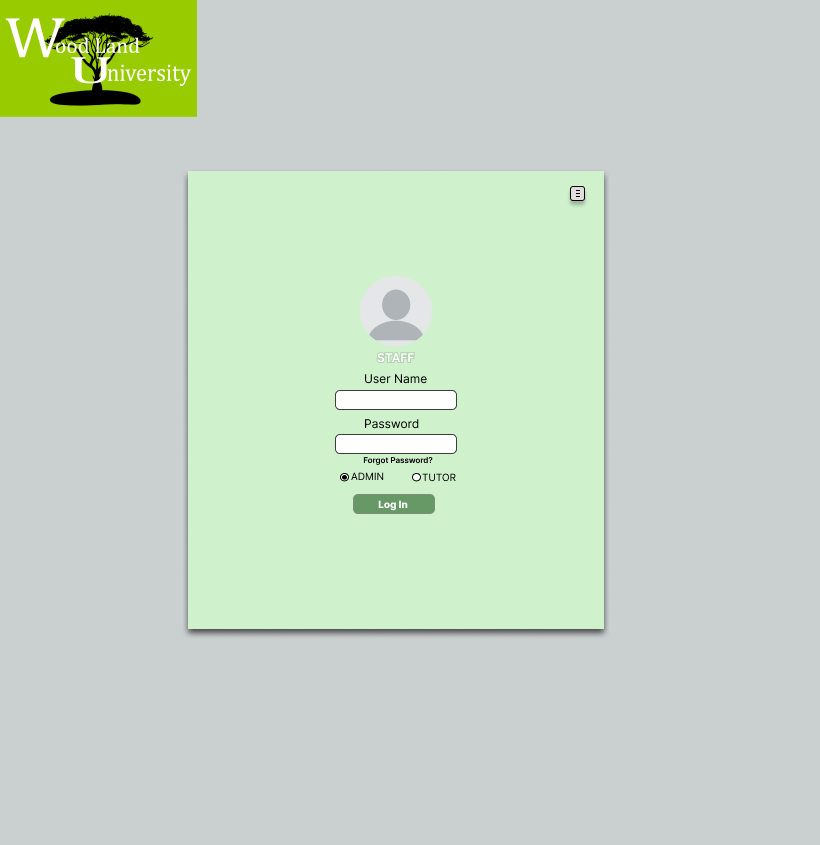 Wood Land
University
STAFF
User Name
Password
Forgot Password?
ADMIN TUTOR
Log In